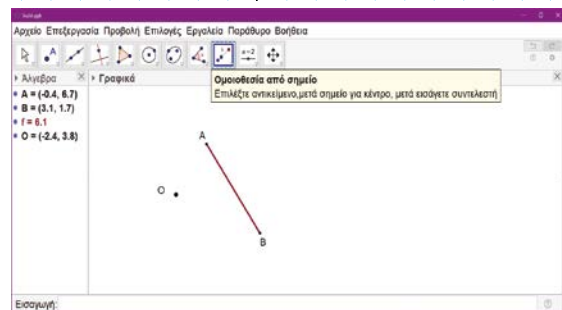 Αρχείο Επεξεργασία Προβολή Επιλογές Εργαλεία Παράθυρο Βοήθεια
a=2
Άλγεβρα
Γραφικά
Ομοιοθεσία από σημείο
Επιλέξτε αντικείμενο,μετά σημείο για κέντρο, μετά εισάγετε συντελεστή
A = (-0.4, 6.7)
B = (3.1, 1.7)
f = 6.1
O = (-2.4, 3.8)
A
O
B
Εισαγωγή: